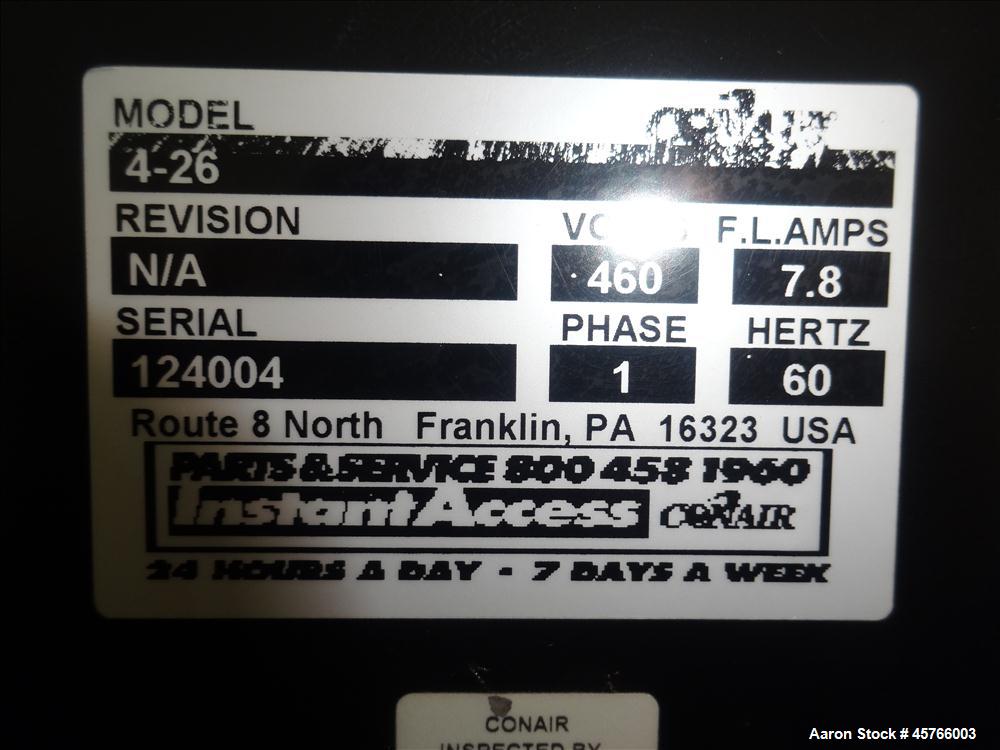 MODEL
4-26
REVISION F.L.AMPS
N/A 460 7.8
SERIAL PHASE HERTZ
124004 1 60
Route 8 North Franklin, PA 16323 USA
PARTS & SERVICE 800 458 1960
Instant Access CONAIR
24 HOURS A DAY - 7 DAYS A WEEK
CONAIR
INSPECTED BY
Aaron Stock # 45766003